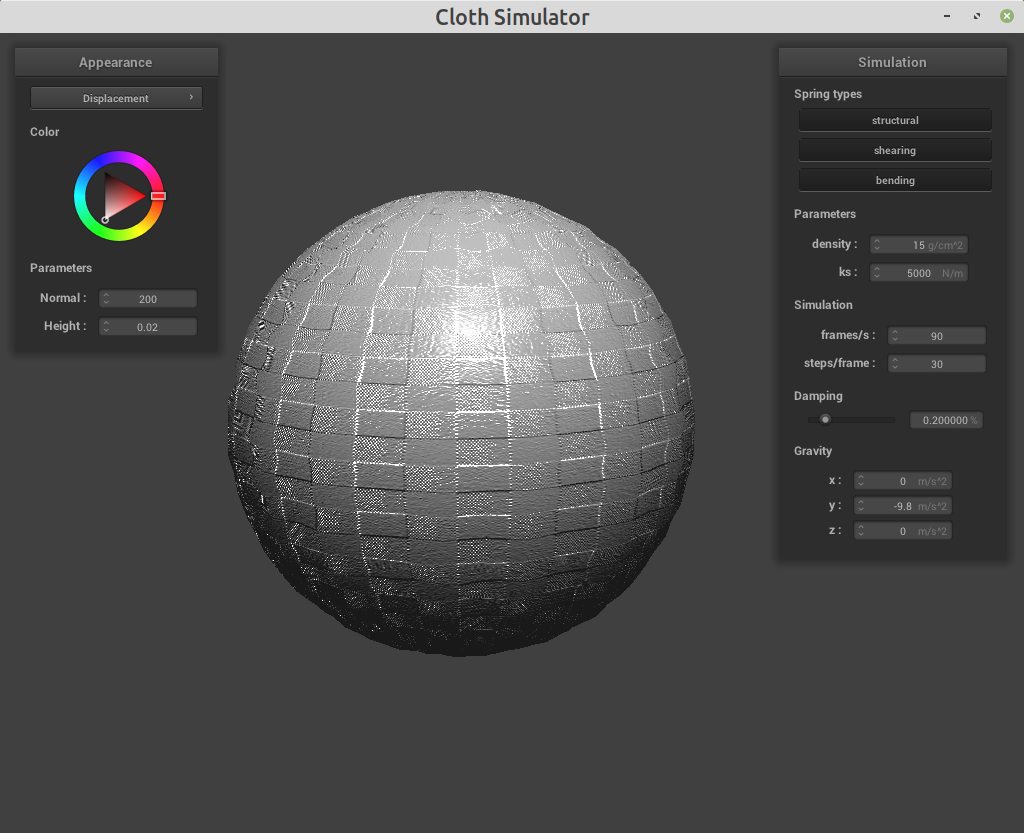 Cloth Simulator
Appearance
Displacement
Color
Parameters
Normal : 200
Height : 0.02
Simulation
Spring types
structural
shearing
bending
Parameters
density : 15 g/cm^2
ks : 5000 N/m
Simulation
frames/s : 90
steps/frame : 30
Damping
0.200000 %
Gravity
x : 0 m/s^2
y : -9.8 m/s^2
z : 0 m/s^2